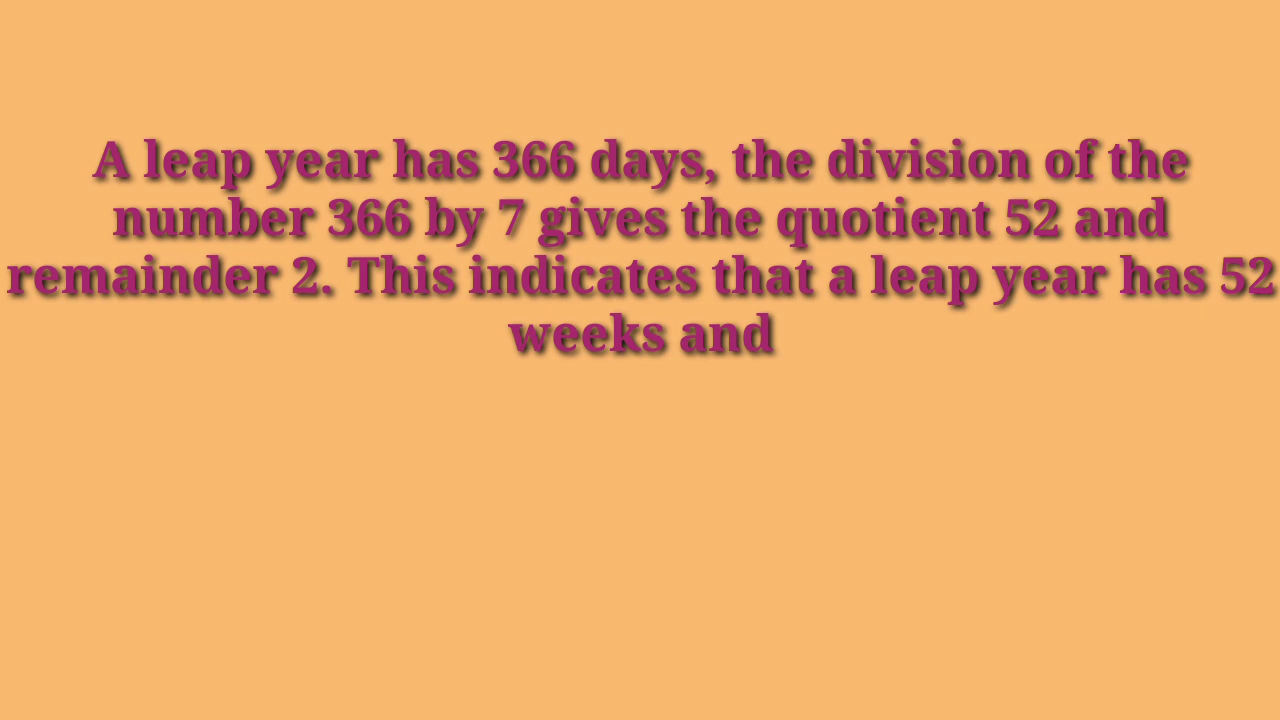 A leap year has 366 days, the division of the
number 366 by 7 gives the quotient 52 and
remainder 2. This indicates that a leap year has 52
weeks and